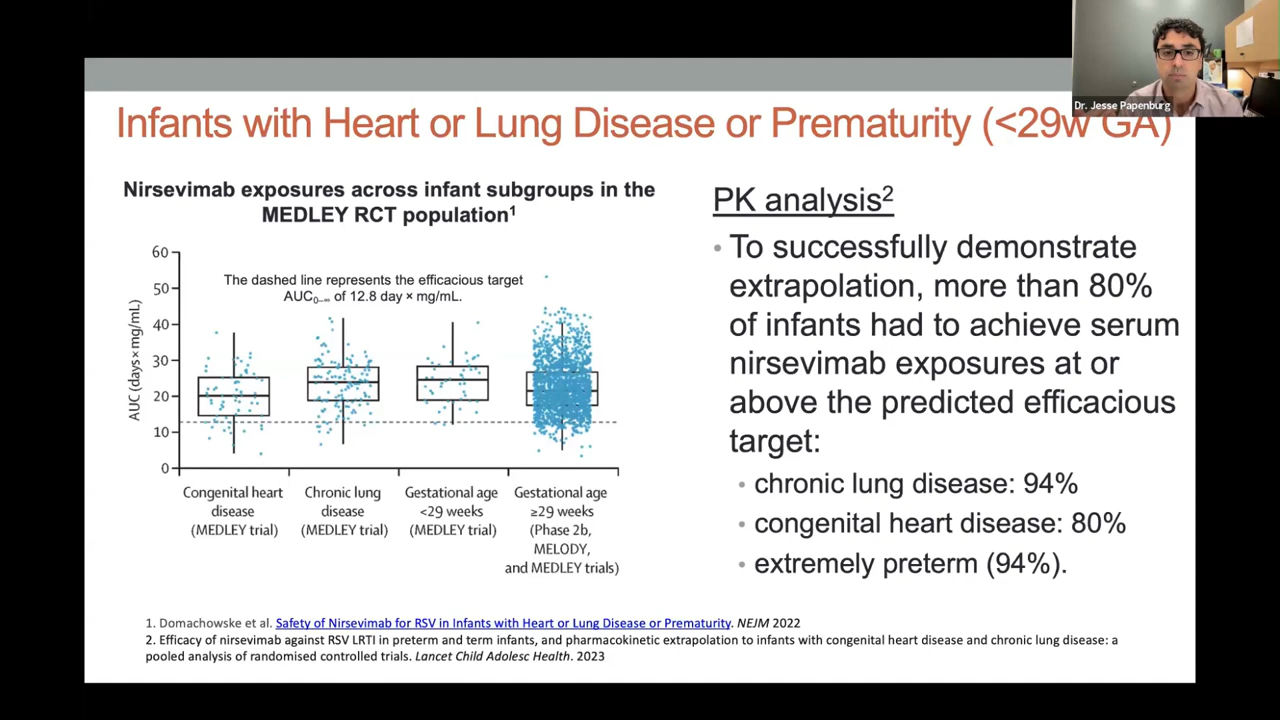 Dr. Jesse Papenburg
Infants with Heart or Lung Disease or Prematurity (<29w GA)
Nirsevimab exposures across infant subgroups in the
MEDLEY RCT population1
The dashed line represents the efficacious target
AUC0–∞ of 12.8 day × mg/mL.
AUC (days× mg/mL)
60
50
40
30
20
10
0
Congenital heart
disease
(MEDLEY trial)
Chronic lung
disease
(MEDLEY trial)
Gestational age
<29 weeks
(MEDLEY trial)
Gestational age
≥29 weeks
(Phase 2b,
MELODY,
and MEDLEY trials)
PK analysis2
• To successfully demonstrate
extrapolation, more than 80%
of infants had to achieve serum
nirsevimab exposures at or
above the predicted efficacious
target:
• chronic lung disease: 94%
• congenital heart disease: 80%
• extremely preterm (94%).
1. Domachowske et al. Safety of Nirsevimab for RSV in Infants with Heart or Lung Disease or Prematurity. NEJM 2022
2. Efficacy of nirsevimab against RSV LRTI in preterm and term infants, and pharmacokinetic extrapolation to infants with congenital heart disease and chronic lung disease: a
pooled analysis of randomised controlled trials. Lancet Child Adolesc Health. 2023